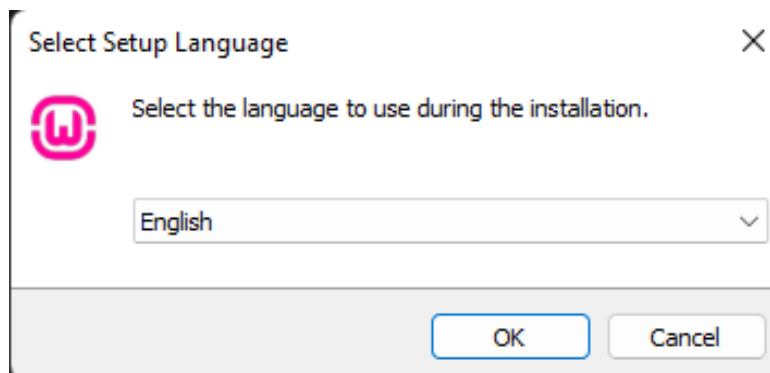 Select Setup Language
Select the language to use during the installation.
English
OK Cancel